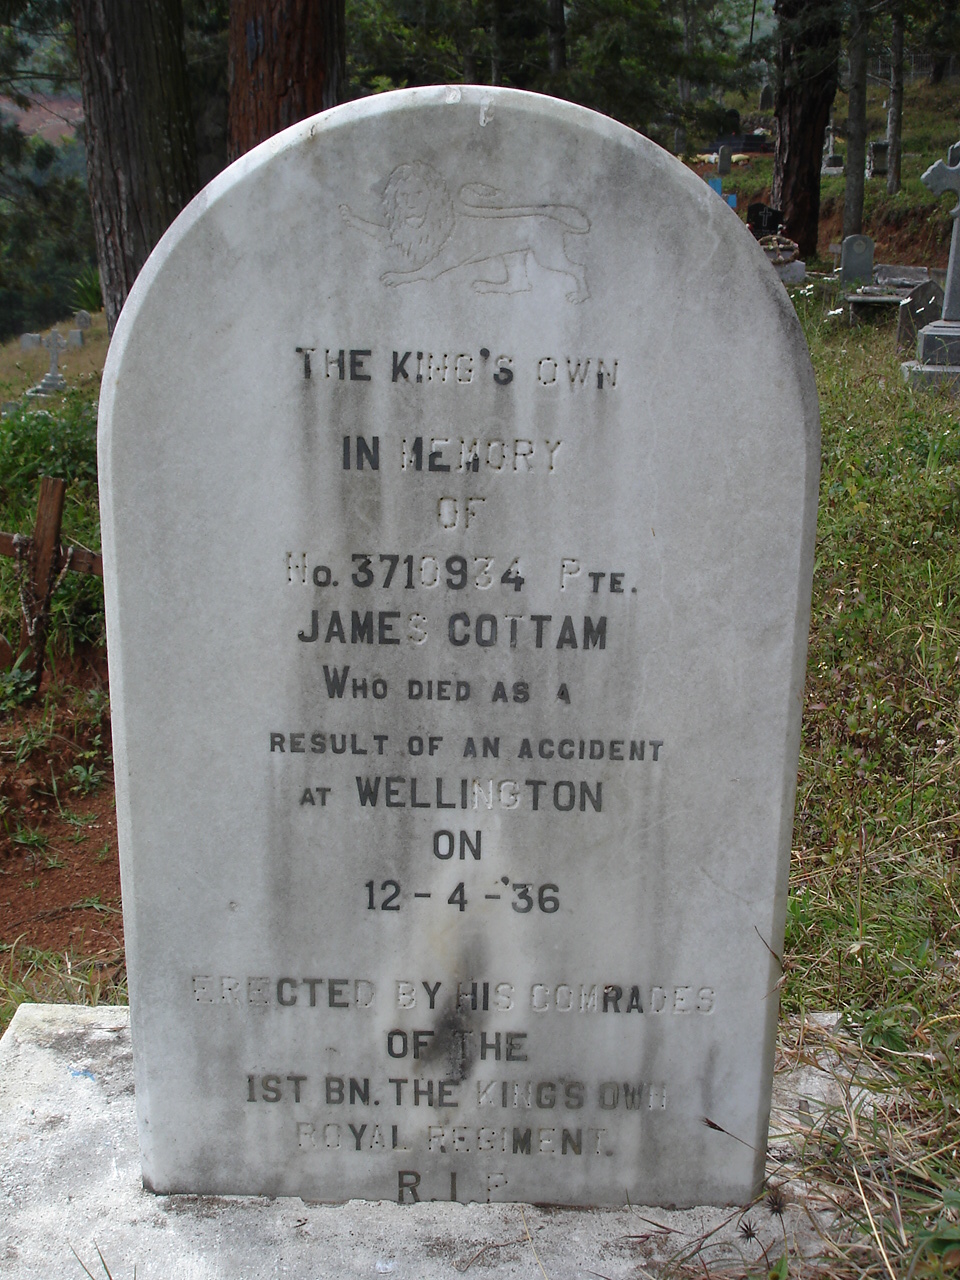 THE KING'S OWN
IN MEMORY
OF
No. 3710934 PTE.
JAMES COTTAM
WHO DIED AS A
RESULT OF AN ACCIDENT
AT WELLINGTON
ON
12-4-'36
ERECTED BY HIS COMRADES
OF THE
1ST BN. THE KING'S OWN
ROYAL REGIMENT.
R.I.P